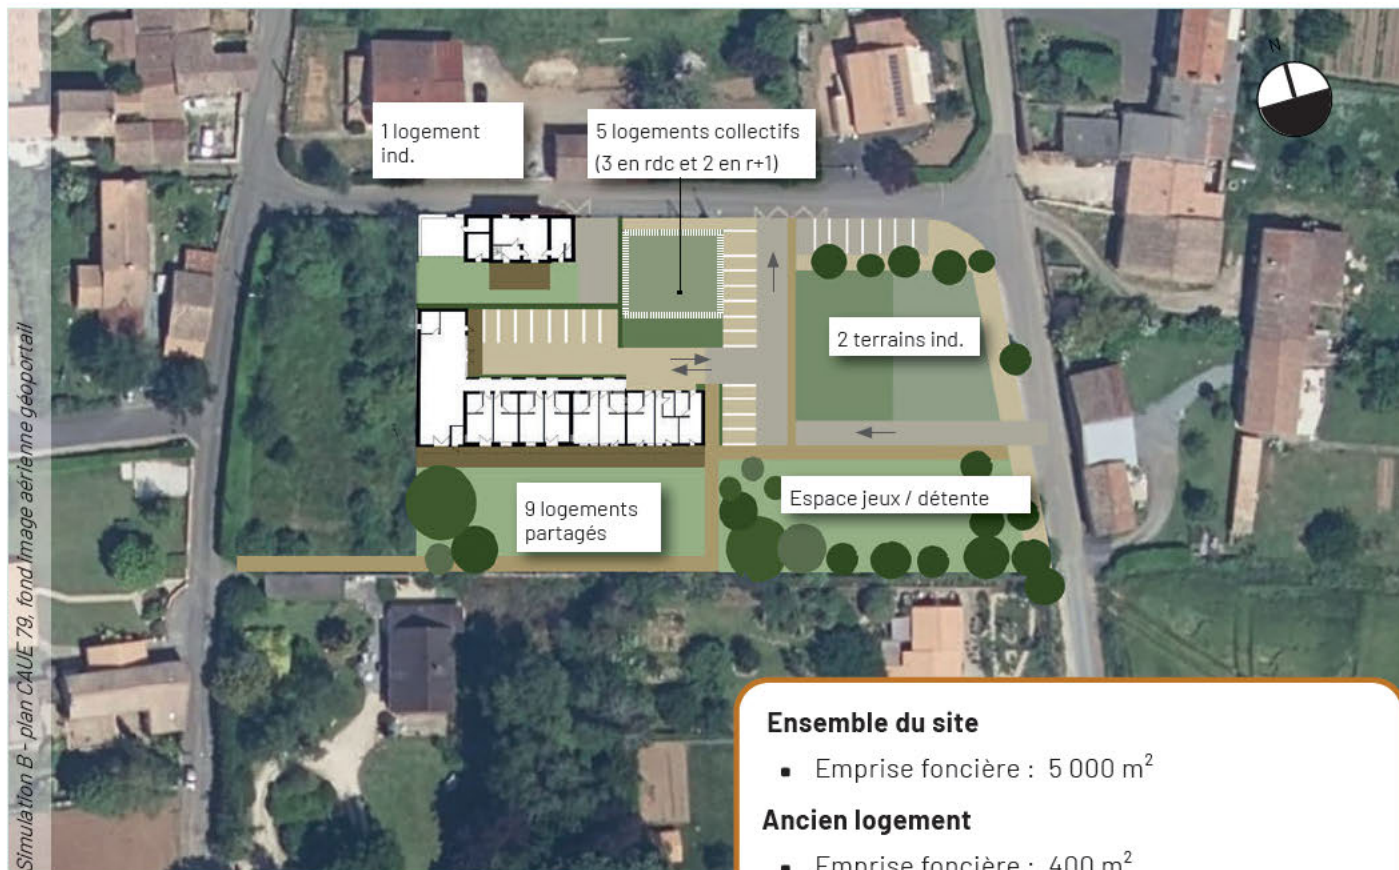 N
1 logement
ind.
5 logements collectifs
(3 en rdc et 2 en r+1)
2 terrains ind.
Espace jeux / détente
9 logements
partagés
Simulation B - plan CAUE 79, fond image aérienne géoportail
Ensemble du site
▪ Emprise foncière : 5 000 m²
Ancien logement
▪ Emprise foncière : 400 m²